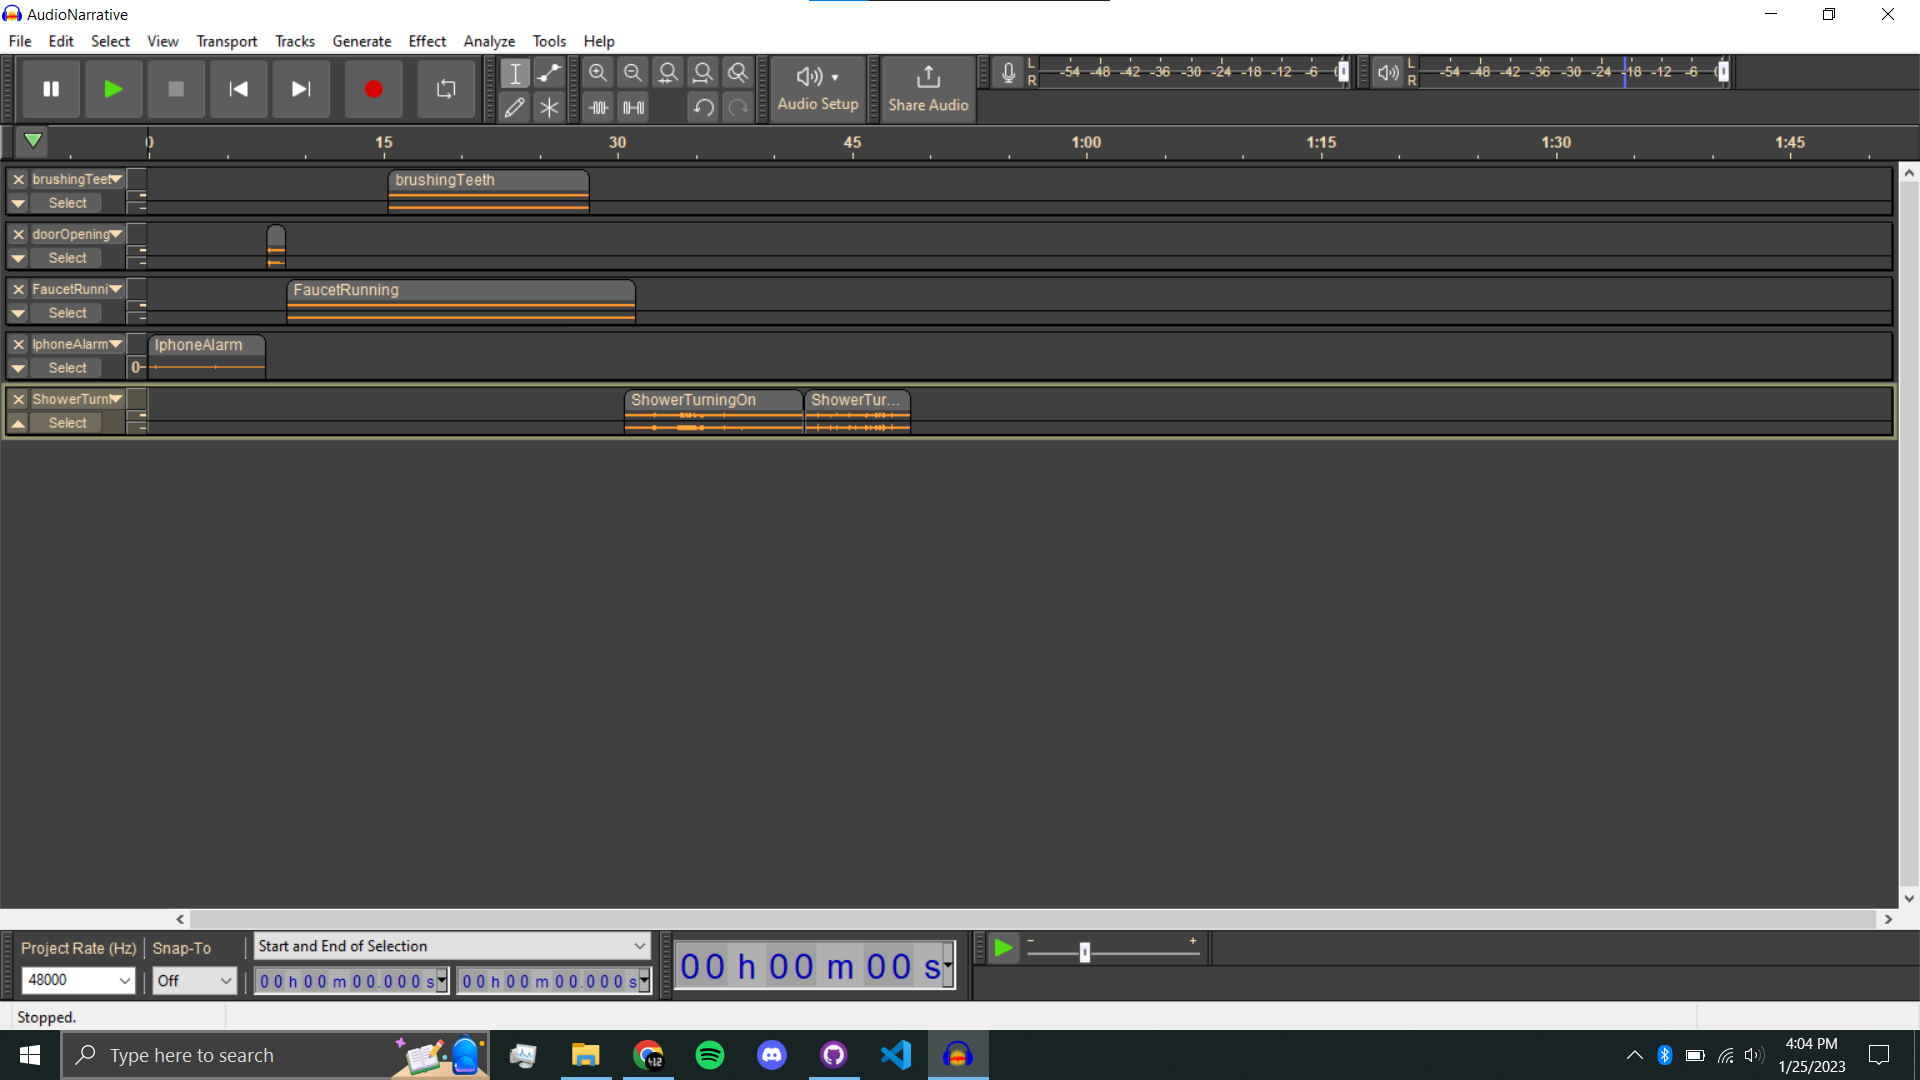 AudioNarrative
File Edit Select View Transport Tracks Generate Effect Analyze Tools Help
Audio Setup
Share Audio
L
R
-54 -48 -42 -36 -30 -24 -18 -12 -6 0
L
R
-54 -48 -42 -36 -30 -24 -18 -12 -6 0
0 15 30 45 1:00 1:15 1:30 1:45
brushingTeet
Select
brushingTeeth
doorOpening
Select
FaucetRunni
Select
FaucetRunning
IphoneAlarm
Select
0
IphoneAlarm
ShowerTurni
Select
ShowerTurningOn
ShowerTur...
Project Rate (Hz)
Snap-To
Start and End of Selection
48000
Off
00 h 00 m 00.000 s
00 h 00 m 00.000 s
00 h 00 m 00 s
- +
Stopped.
Type here to search
4:04 PM
1/25/2023